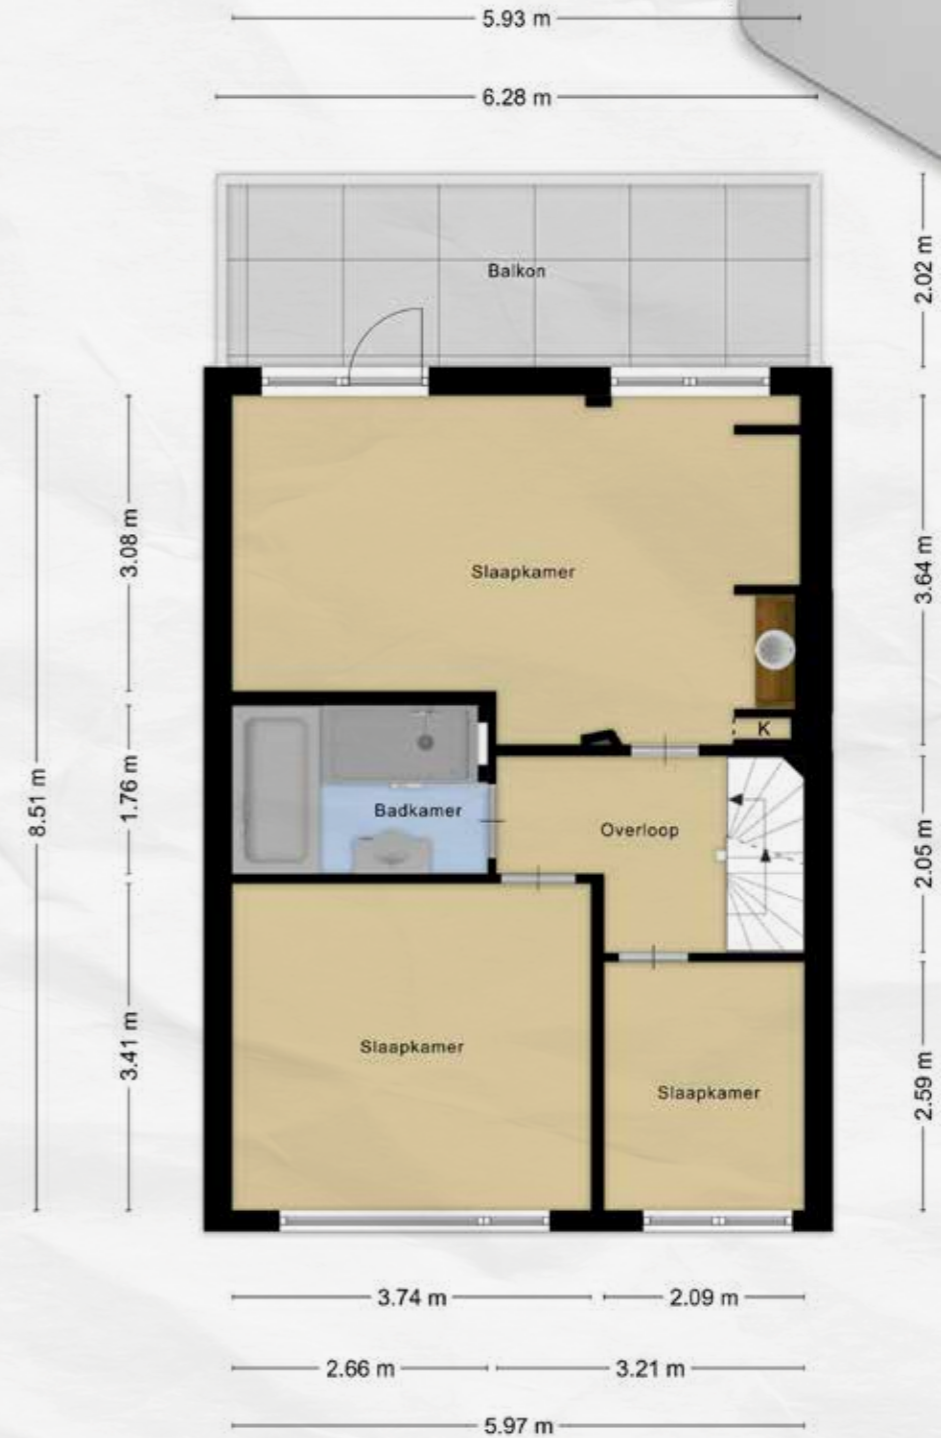 5.93 m
6.28 m
2.02 m
Balkon
3.08 m
3.64 m
Slaapkamer
K
8.51 m
1.76 m
Badkamer
Overloop
2.05 m
3.41 m
Slaapkamer
Slaapkamer
2.59 m
3.74 m
2.09 m
2.66 m
3.21 m
5.97 m